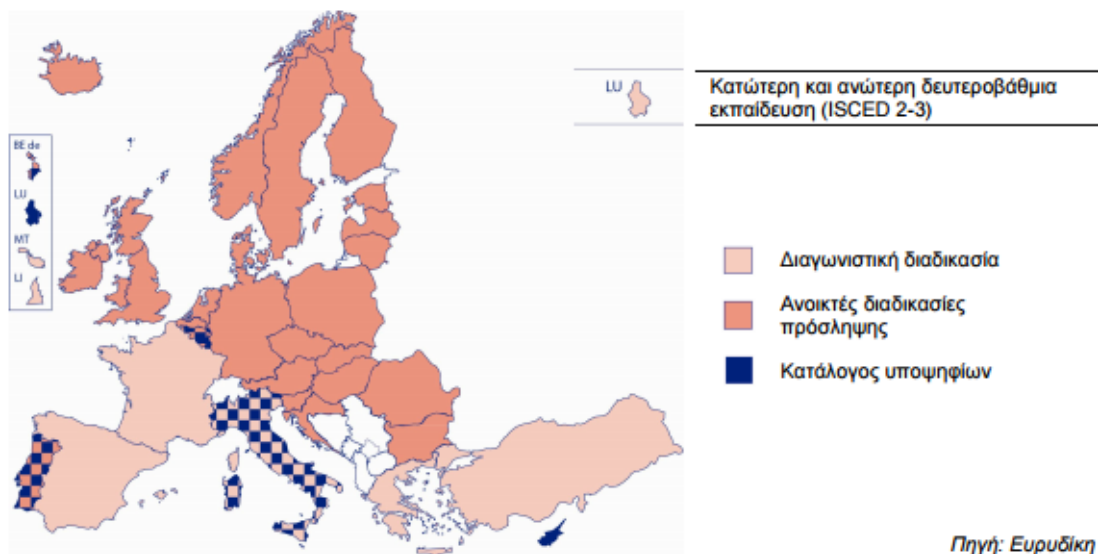 BE de
LU
MT
LI
LU
Κατώτερη και ανώτερη δευτεροβάθμια
εκπαίδευση (ISCED 2-3)
Διαγωνιστική διαδικασία
Ανοικτές διαδικασίες
πρόσληψης
Κατάλογος υποψηφίων
Πηγή: Ευρυδίκη